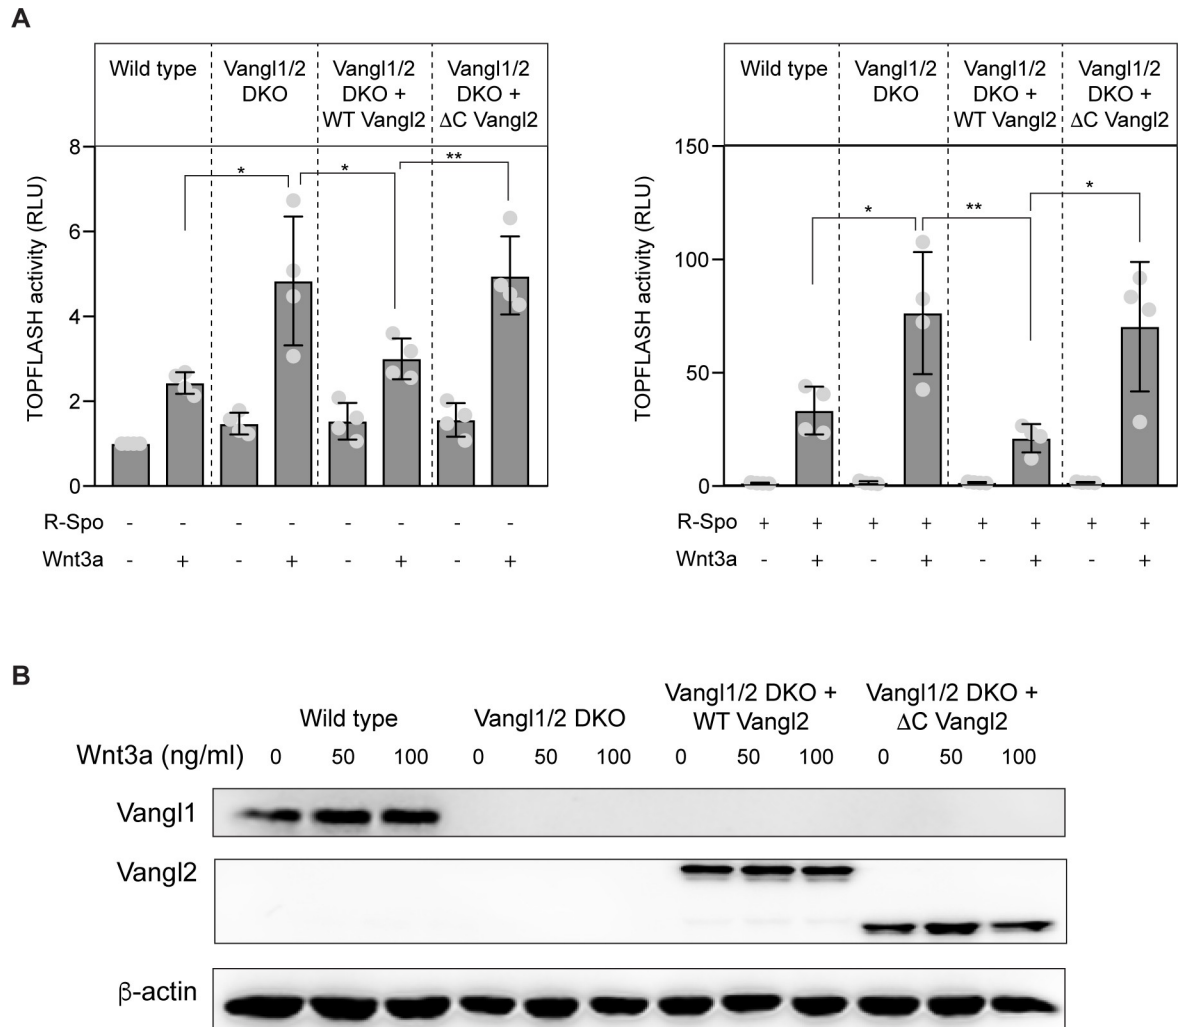 A
Wild type
Vangl1/2
DKO
Vangl1/2
DKO +
WT Vangl2
Vangl1/2
DKO +
ΔC Vangl2
TOPFLASH activity (RLU)
8
6
4
2
0
* * **
R-Spo - - - - - - - -
Wnt3a - + - + - + - +
Wild type
Vangl1/2
DKO
Vangl1/2
DKO +
WT Vangl2
Vangl1/2
DKO +
ΔC Vangl2
TOPFLASH activity (RLU)
150
100
50
0
* ** *
R-Spo + + + + + + + +
Wnt3a - + - + - + - +
B
Wild type
Vangl1/2 DKO
Vangl1/2 DKO +
WT Vangl2
Vangl1/2 DKO +
ΔC Vangl2
Wnt3a (ng/ml) 0 50 100 0 50 100 0 50 100 0 50 100
Vangl1
Vangl2
β-actin